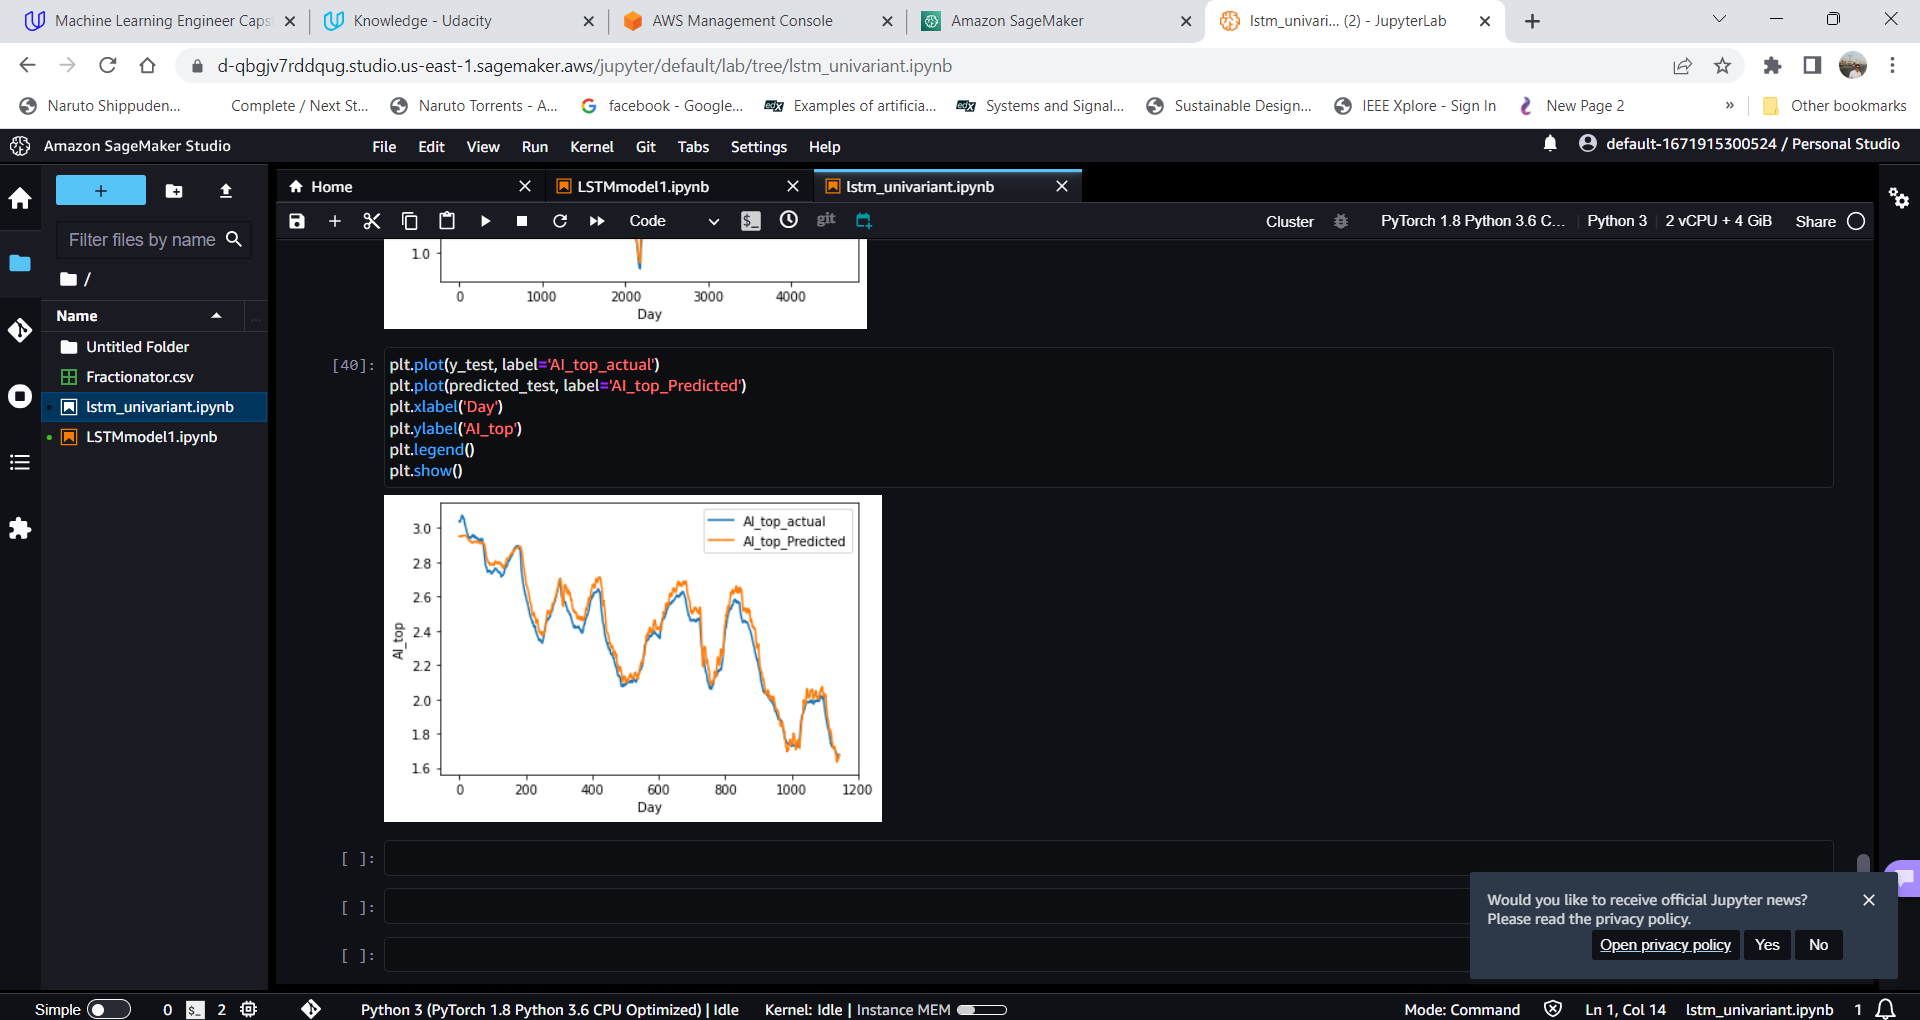 Machine Learning Engineer Caps
Knowledge - Udacity
AWS Management Console
Amazon SageMaker
lstm_univari... (2) - JupyterLab
d-qbgjv7rddqug.studio.us-east-1.sagemaker.aws/jupyter/default/lab/tree/lstm_univariant.ipynb
Naruto Shippuden...
Complete / Next St...
Naruto Torrents - A...
facebook - Google...
edX Examples of artificia...
edX Systems and Signal...
Sustainable Design...
IEEE Xplore - Sign In
New Page 2
»
Other bookmarks
Amazon SageMaker Studio
File Edit View Run Kernel Git Tabs Settings Help
default-1671915300524 / Personal Studio
Home
LSTMmodel1.ipynb
lstm_univariant.ipynb
Code
git
Cluster
PyTorch 1.8 Python 3.6 C...
Python 3
2 vCPU + 4 GiB
Share
Filter files by name
/
Name
...
Untitled Folder
Fractionator.csv
lstm_univariant.ipynb
LSTMmodel1.ipynb
1.0
0 1000 2000 3000 4000
Day
[40]:
plt.plot(y_test, label='AI_top_actual')
plt.plot(predicted_test, label='AI_top_Predicted')
plt.xlabel('Day')
plt.ylabel('AI_top')
plt.legend()
plt.show()
AI_top_actual
AI_top_Predicted
3.0
2.8
2.6
2.4
2.2
2.0
1.8
1.6
AI_top
0 200 400 600 800 1000 1200
Day
[ ]:
[ ]:
[ ]:
Would you like to receive official Jupyter news?
Please read the privacy policy.
Open privacy policy Yes No
Simple
0 $_ 2
Python 3 (PyTorch 1.8 Python 3.6 CPU Optimized) | Idle
Kernel: Idle | Instance MEM
Mode: Command
Ln 1, Col 14
lstm_univariant.ipynb
1